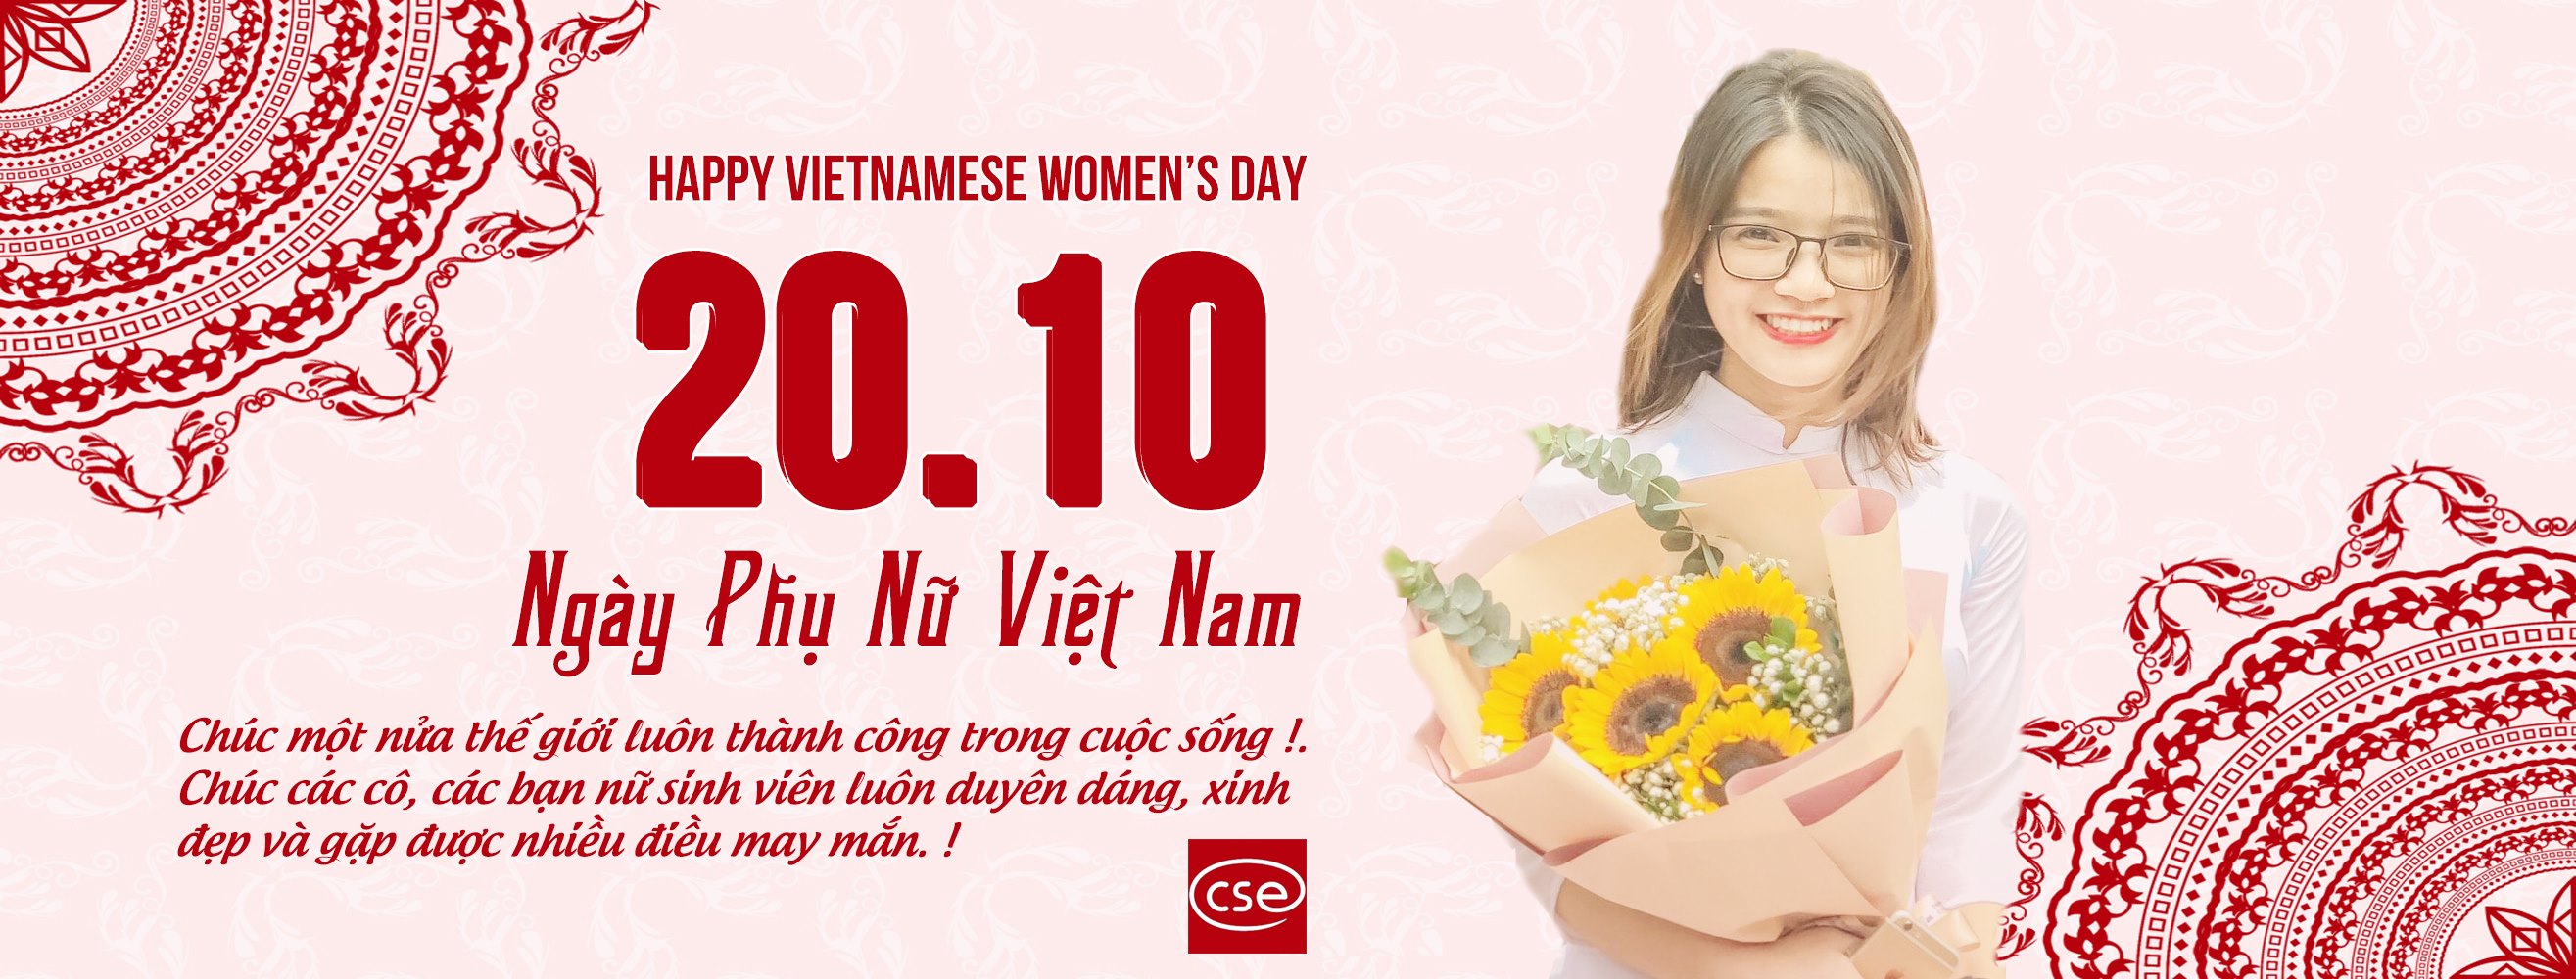 HAPPY VIETNAMESE WOMEN'S DAY
20.10
Ngày Phụ Nữ Việt Nam
Chúc một nửa thế giới luôn thành công trong cuộc sống !.
Chúc các cô, các bạn nữ sinh viên luôn duyên dáng, xinh
đẹp và gặp được nhiều điều may mắn. !
cse